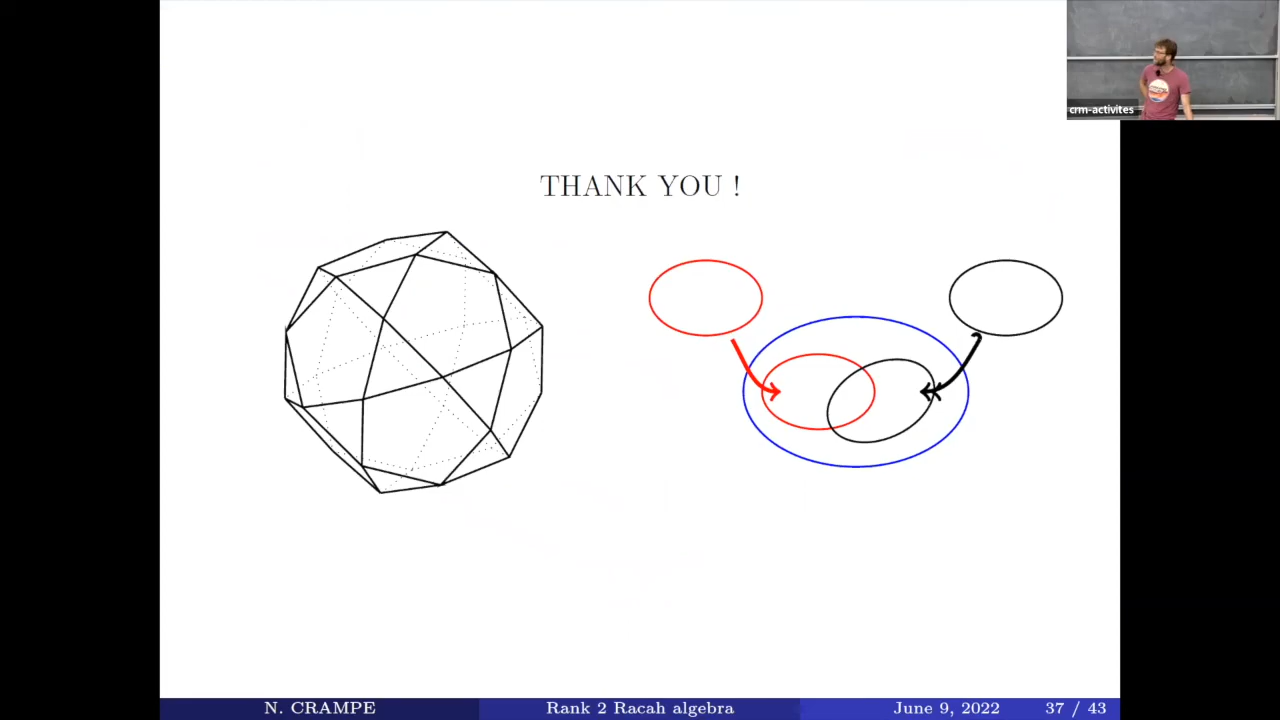 crm-activites
THANK YOU !
N. CRAMPE
Rank 2 Racah algebra
June 9, 2022
37 / 43